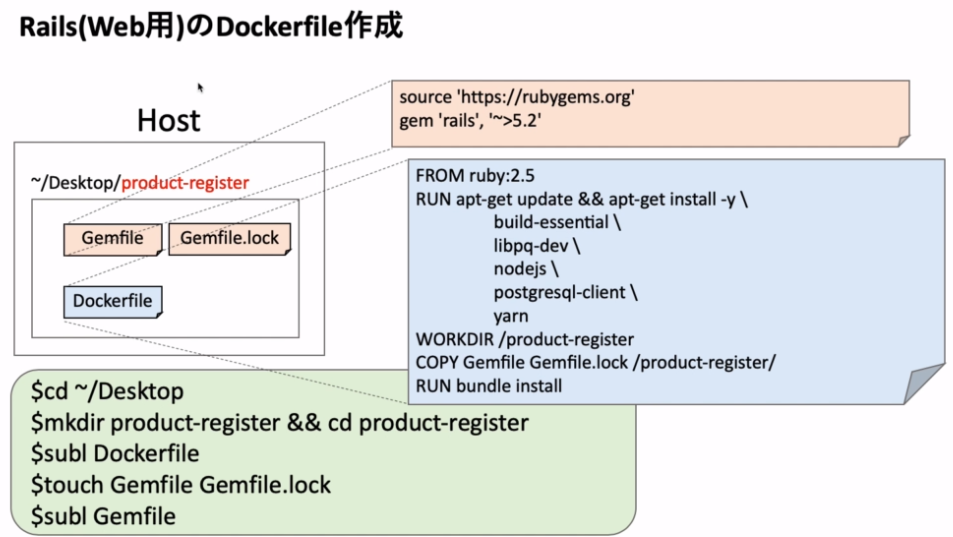 Rails(Web用)のDockerfile作成
Host
~/Desktop/product-register
Gemfile
Gemfile.lock
Dockerfile
source 'https://rubygems.org'
gem 'rails', '~>5.2'
FROM ruby:2.5
RUN apt-get update && apt-get install -y \
build-essential \
libpq-dev \
nodejs \
postgresql-client \
yarn
WORKDIR /product-register
COPY Gemfile Gemfile.lock /product-register/
RUN bundle install
$cd ~/Desktop
$mkdir product-register && cd product-register
$subl Dockerfile
$touch Gemfile Gemfile.lock
$subl Gemfile